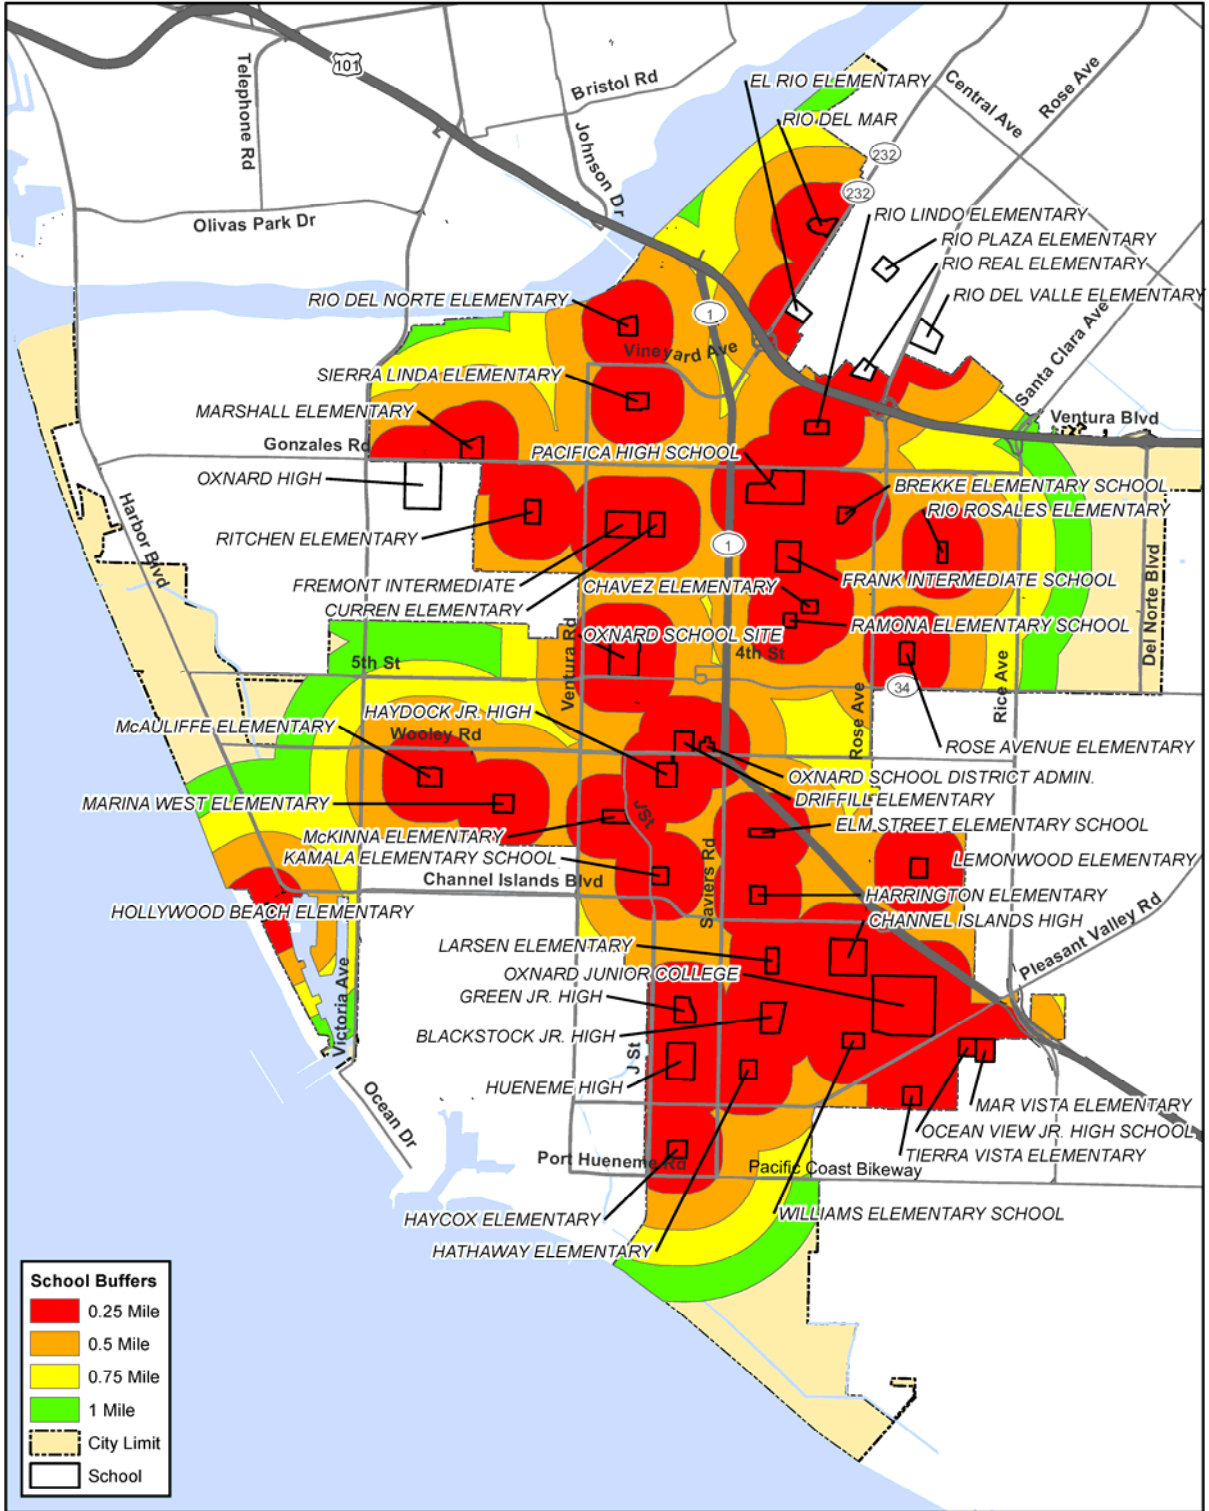 101
Telephone Rd
Bristol Rd
Johnson Dr
EL RIO ELEMENTARY
Central Ave
Rose Ave
RIO DEL MAR
232
232
Olivas Park Dr
RIO LINDO ELEMENTARY
RIO PLAZA ELEMENTARY
RIO REAL ELEMENTARY
RIO DEL VALLE ELEMENTARY
RIO DEL NORTE ELEMENTARY
1
Vineyard Ave
Santa Clara Ave
SIERRA LINDA ELEMENTARY
MARSHALL ELEMENTARY
Ventura Blvd
Gonzales Rd
PACIFICA HIGH SCHOOL
OXNARD HIGH
BREKKE ELEMENTARY SCHOOL
RIO ROSALES ELEMENTARY
Harbor Blvd
RITCHEN ELEMENTARY
1
FREMONT INTERMEDIATE
CHAVEZ ELEMENTARY
FRANK INTERMEDIATE SCHOOL
CURREN ELEMENTARY
Del Norte Blvd
RAMONA ELEMENTARY SCHOOL
OXNARD SCHOOL SITE
4th St
5th St
Ventura Rd
34
Rice Ave
Rose Ave
HAYDOCK JR. HIGH
McAULIFFE ELEMENTARY
Wooley Rd
ROSE AVENUE ELEMENTARY
OXNARD SCHOOL DISTRICT ADMIN.
MARINA WEST ELEMENTARY
DRIFFILL ELEMENTARY
J St
McKINNA ELEMENTARY
ELM STREET ELEMENTARY SCHOOL
KAMALA ELEMENTARY SCHOOL
LEMONWOOD ELEMENTARY
Channel Islands Blvd
Saviers Rd
HARRINGTON ELEMENTARY
HOLLYWOOD BEACH ELEMENTARY
CHANNEL ISLANDS HIGH
Pleasant Valley Rd
LARSEN ELEMENTARY
OXNARD JUNIOR COLLEGE
GREEN JR. HIGH
Victoria Ave
BLACKSTOCK JR. HIGH
J St
HUENEME HIGH
Ocean Dr
MAR VISTA ELEMENTARY
OCEAN VIEW JR. HIGH SCHOOL
TIERRA VISTA ELEMENTARY
Port Hueneme Rd
Pacific Coast Bikeway
HAYCOX ELEMENTARY
WILLIAMS ELEMENTARY SCHOOL
HATHAWAY ELEMENTARY
School Buffers
0.25 Mile
0.5 Mile
0.75 Mile
1 Mile
City Limit
School